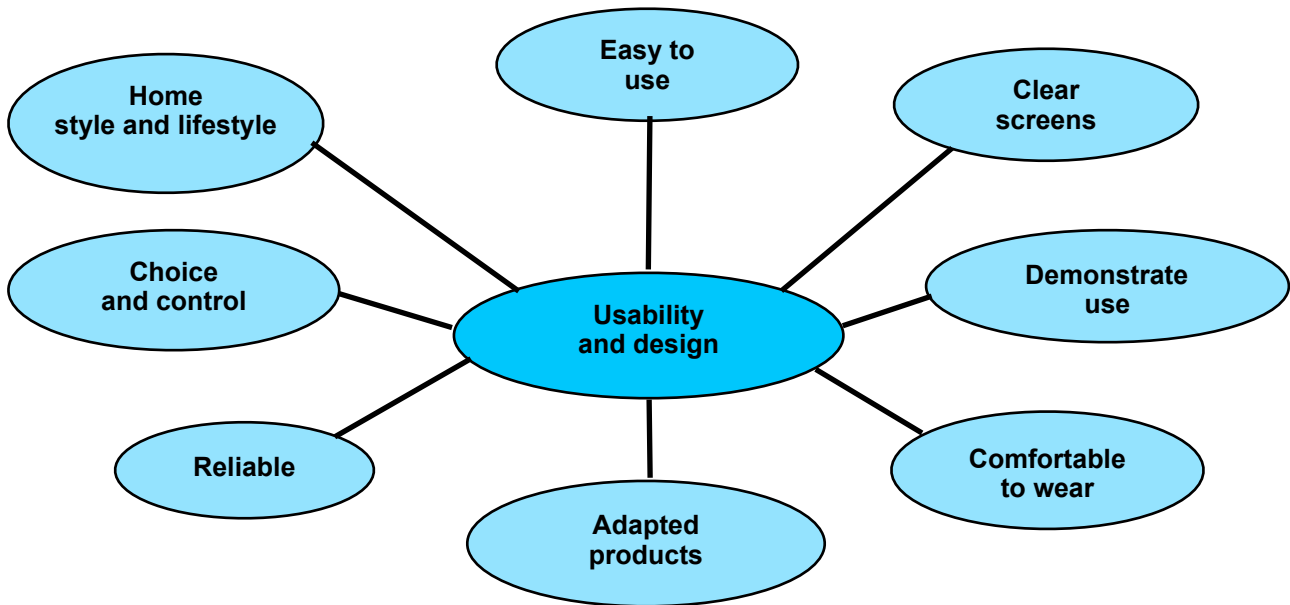 Easy to
use
Home
style and lifestyle
Clear
screens
Choice
and control
Demonstrate
use
Usability
and design
Reliable
Comfortable
to wear
Adapted
products